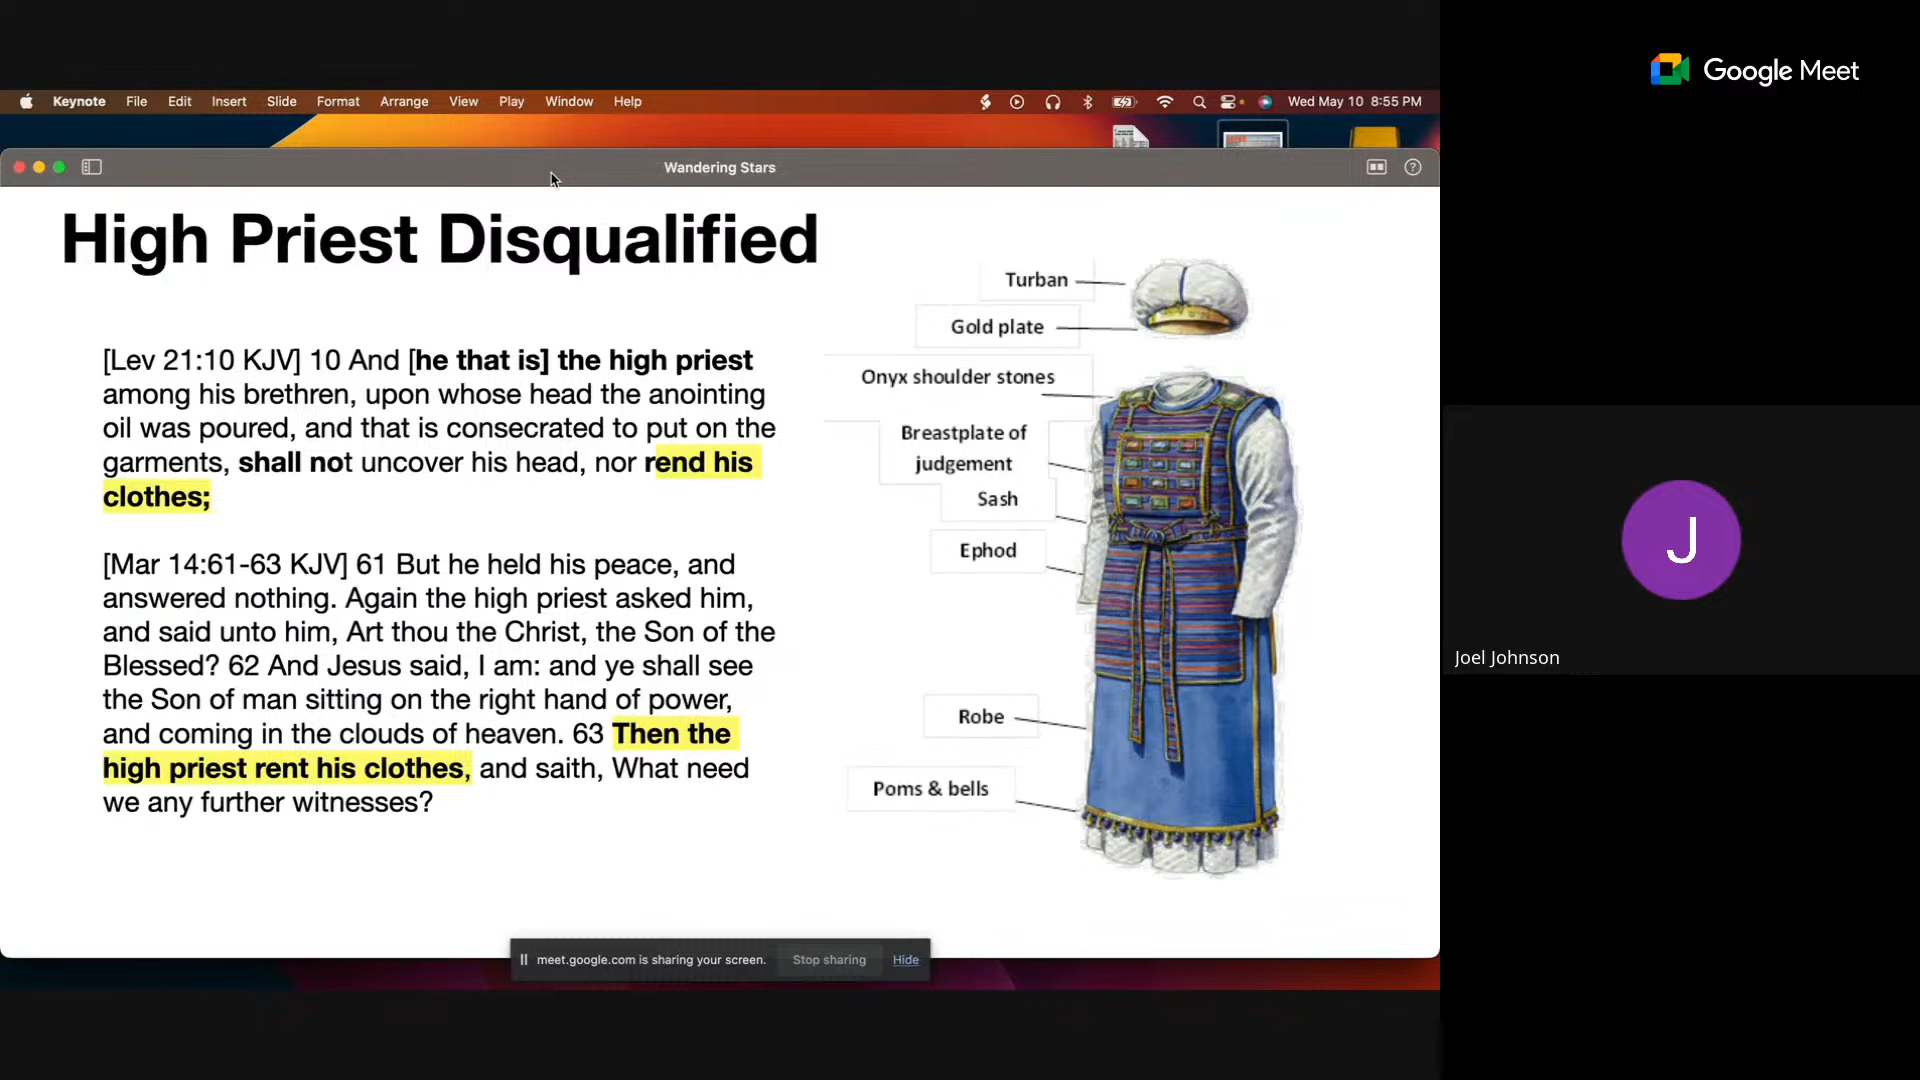 Google Meet
Keynote File Edit Insert Slide Format Arrange View Play Window Help Wed May 10 8:55 PM
Wandering Stars
High Priest Disqualified
[Lev 21:10 KJV] 10 And [he that is] the high priest
among his brethren, upon whose head the anointing
oil was poured, and that is consecrated to put on the
garments, shall not uncover his head, nor rend his
clothes;
[Mar 14:61-63 KJV] 61 But he held his peace, and
answered nothing. Again the high priest asked him,
and said unto him, Art thou the Christ, the Son of the
Blessed? 62 And Jesus said, I am: and ye shall see
the Son of man sitting on the right hand of power,
and coming in the clouds of heaven. 63 Then the
high priest rent his clothes, and saith, What need
we any further witnesses?
Turban
Gold plate
Onyx shoulder stones
Breastplate of
judgement
Sash
Ephod
Robe
Poms & bells
J
Joel Johnson
meet.google.com is sharing your screen. Stop sharing Hide